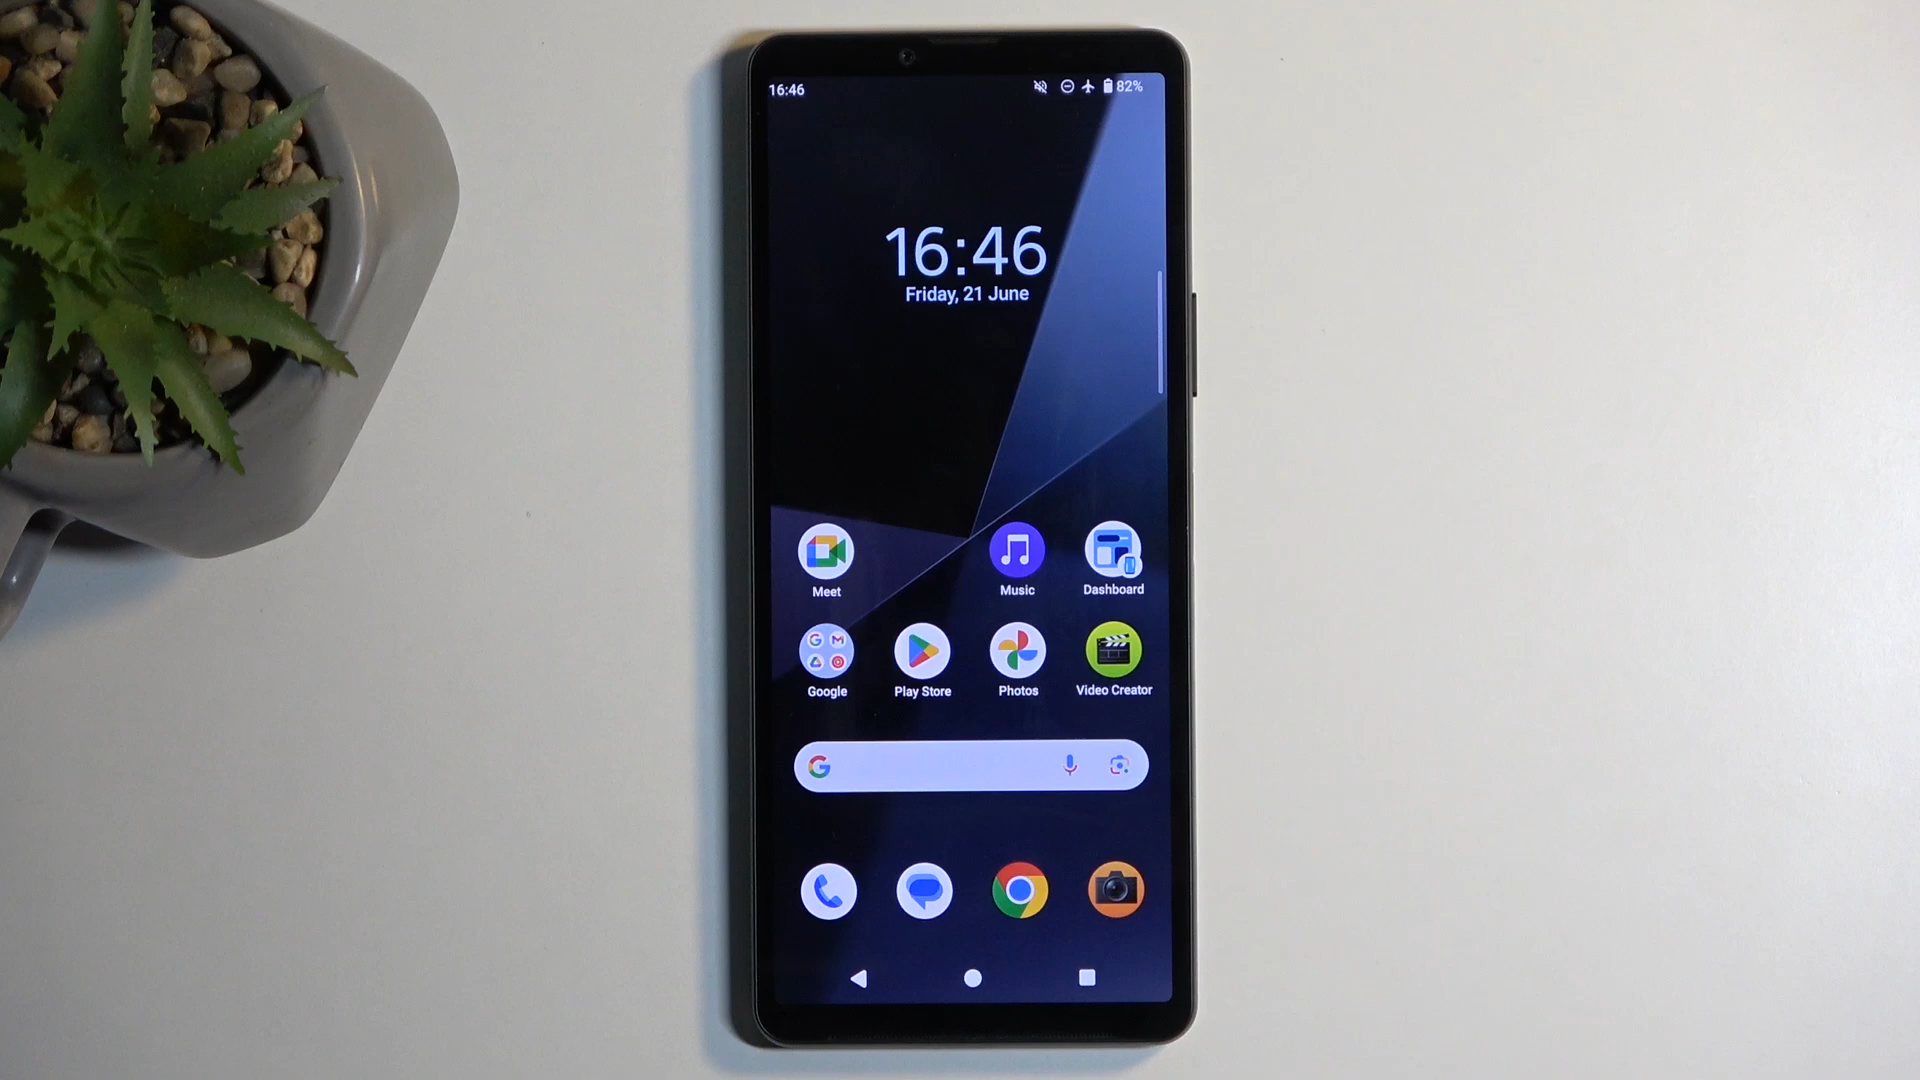 16:46
82%
16:46
Friday, 21 June
Meet
Music
Dashboard
Google
Play Store
Photos
Video Creator